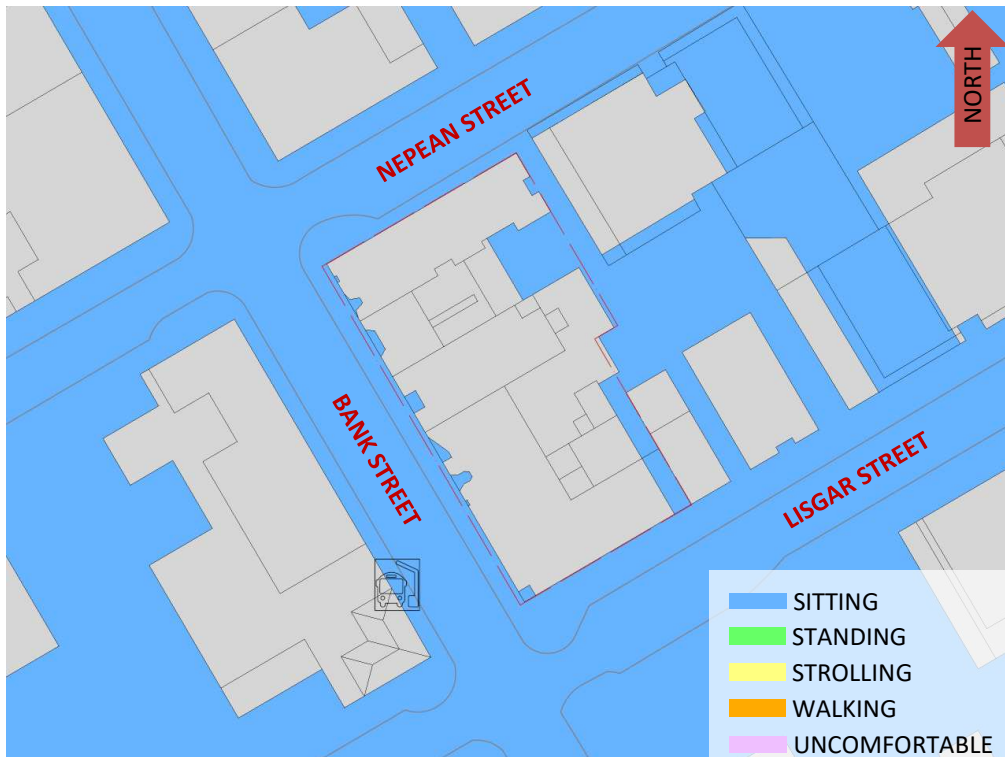 NORTH
NEPEAN STREET
BANK STREET
LISGAR STREET
SITTING
STANDING
STROLLING
WALKING
UNCOMFORTABLE